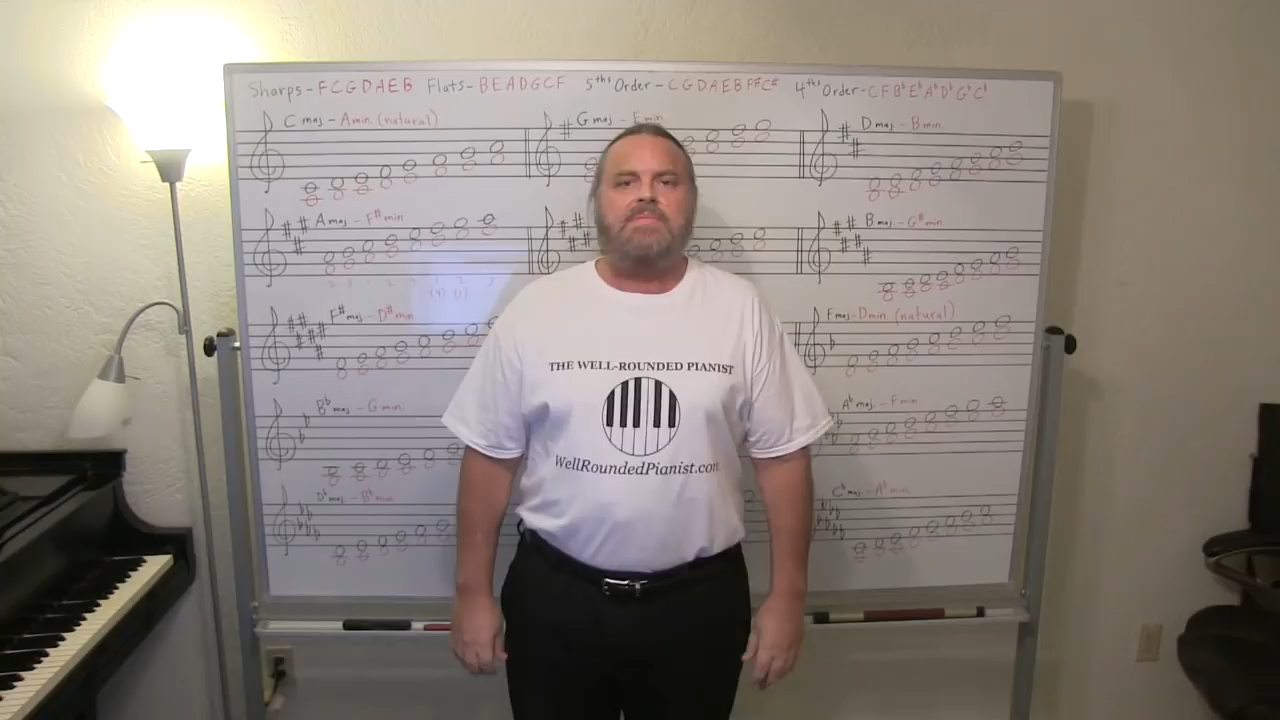 Sharps - FCGDAEB Flats - BEADGCF 5ths Order - CGDAEBF#C# 4ths Order - CFB♭E♭A♭D♭G♭C♭
C maj - A min (natural)
G maj - E min
D maj - B min
A maj - F# min
B maj - G# min
F# maj - D# min
F maj - D min (natural)
B♭ maj - G min
A♭ maj - F min
D♭ maj - B♭ min
C♭ maj - A♭ min
THE WELL-ROUNDED PIANIST
WellRoundedPianist.com